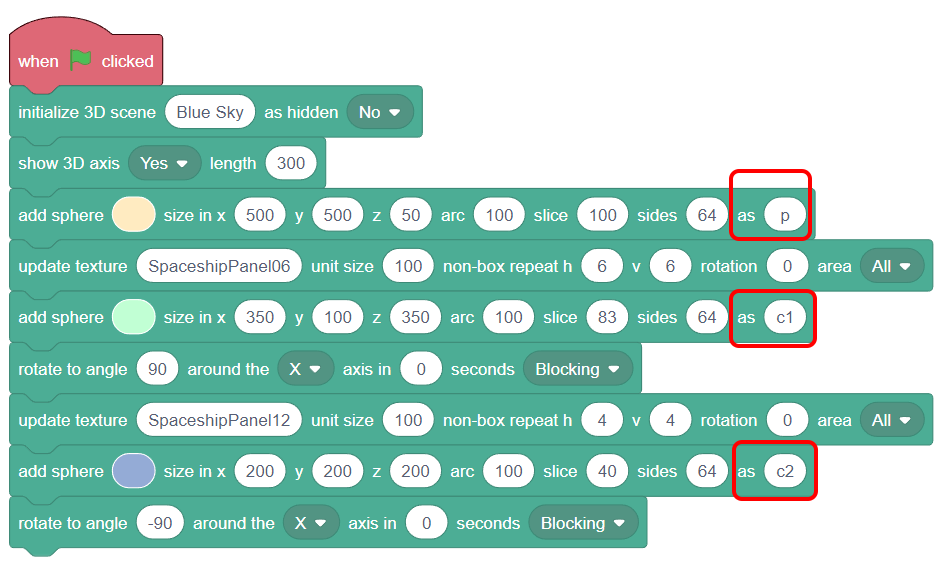 when clicked
initialize 3D scene Blue Sky as hidden No
show 3D axis Yes length 300
add sphere size in x 500 y 500 z 50 arc 100 slice 100 sides 64 as p
update texture SpaceshipPanel06 unit size 100 non-box repeat h 6 v 6 rotation 0 area All
add sphere size in x 350 y 100 z 350 arc 100 slice 83 sides 64 as c1
rotate to angle 90 around the X axis in 0 seconds Blocking
update texture SpaceshipPanel12 unit size 100 non-box repeat h 4 v 4 rotation 0 area All
add sphere size in x 200 y 200 z 200 arc 100 slice 40 sides 64 as c2
rotate to angle -90 around the X axis in 0 seconds Blocking